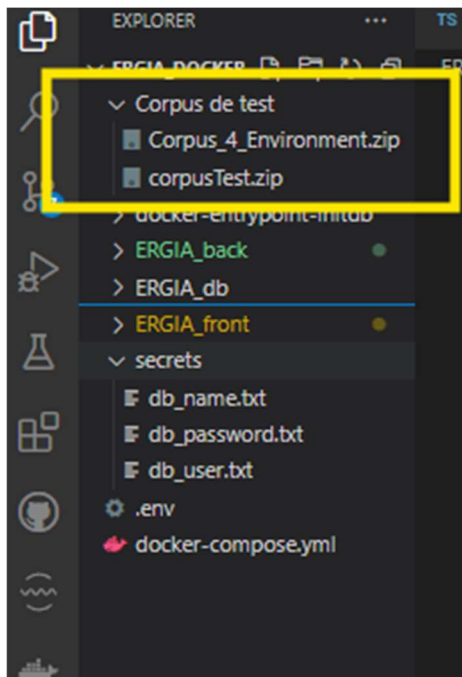 EXPLORER
TS
ERGIA_DOCKER
Corpus de test
Corpus_4_Environment.zip
corpusTest.zip
docker-entrypoint-initdb
ERGIA_back
ERGIA_db
ERGIA_front
secrets
db_name.txt
db_password.txt
db_user.txt
.env
docker-compose.yml